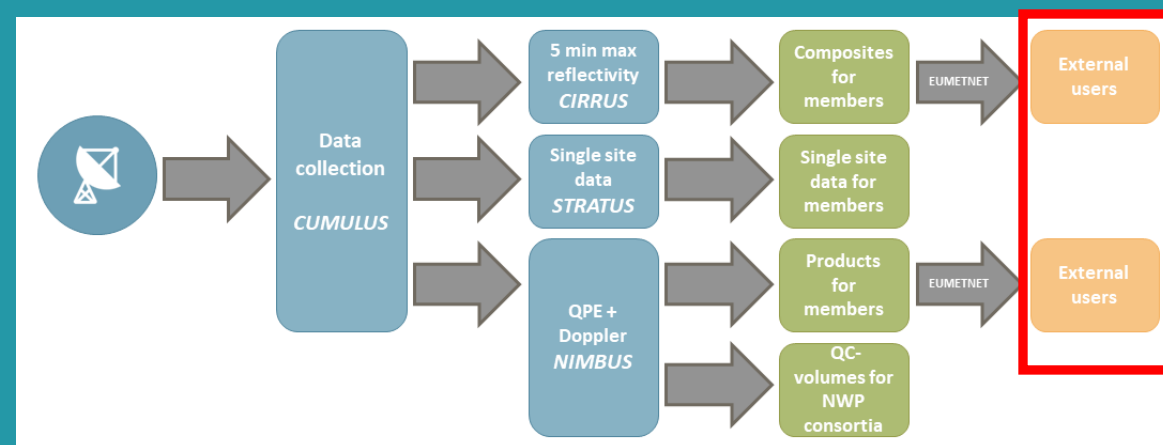 Data
collection
CUMULUS
5 min max
reflectivity
CIRRUS
Composites
for
members
EUMETNET
External
users
Single site
data
STRATUS
Single site
data for
members
QPE +
Doppler
NIMBUS
Products
for
members
EUMETNET
External
users
QC-
volumes for
NWP
consortia